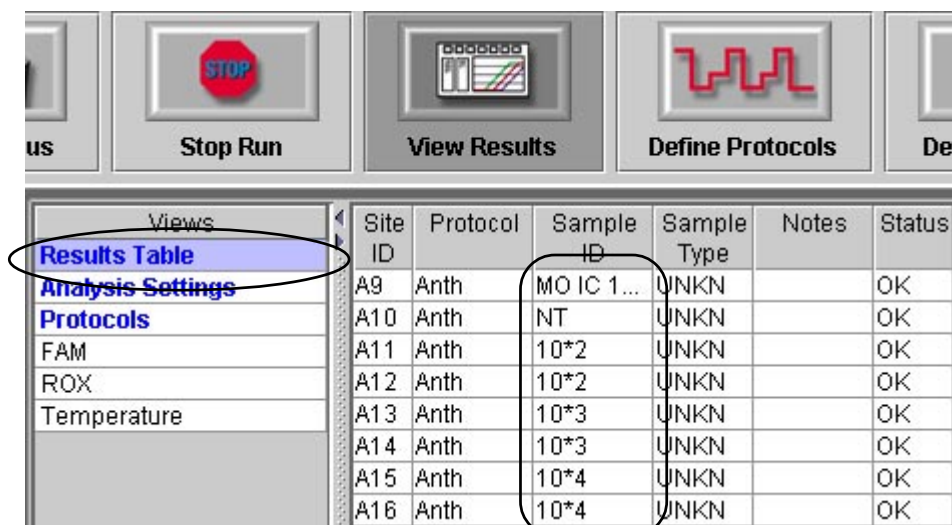 us
STOP
Stop Run
View Results
Define Protocols
De
Views
Results Table
Analysis Settings
Protocols
FAM
ROX
Temperature
Site ID Protocol Sample ID Sample Type Notes Status
A9 Anth MO IC 1... UNKN OK
A10 Anth NT UNKN OK
A11 Anth 10*2 UNKN OK
A12 Anth 10*2 UNKN OK
A13 Anth 10*3 UNKN OK
A14 Anth 10*3 UNKN OK
A15 Anth 10*4 UNKN OK
A16 Anth 10*4 UNKN OK